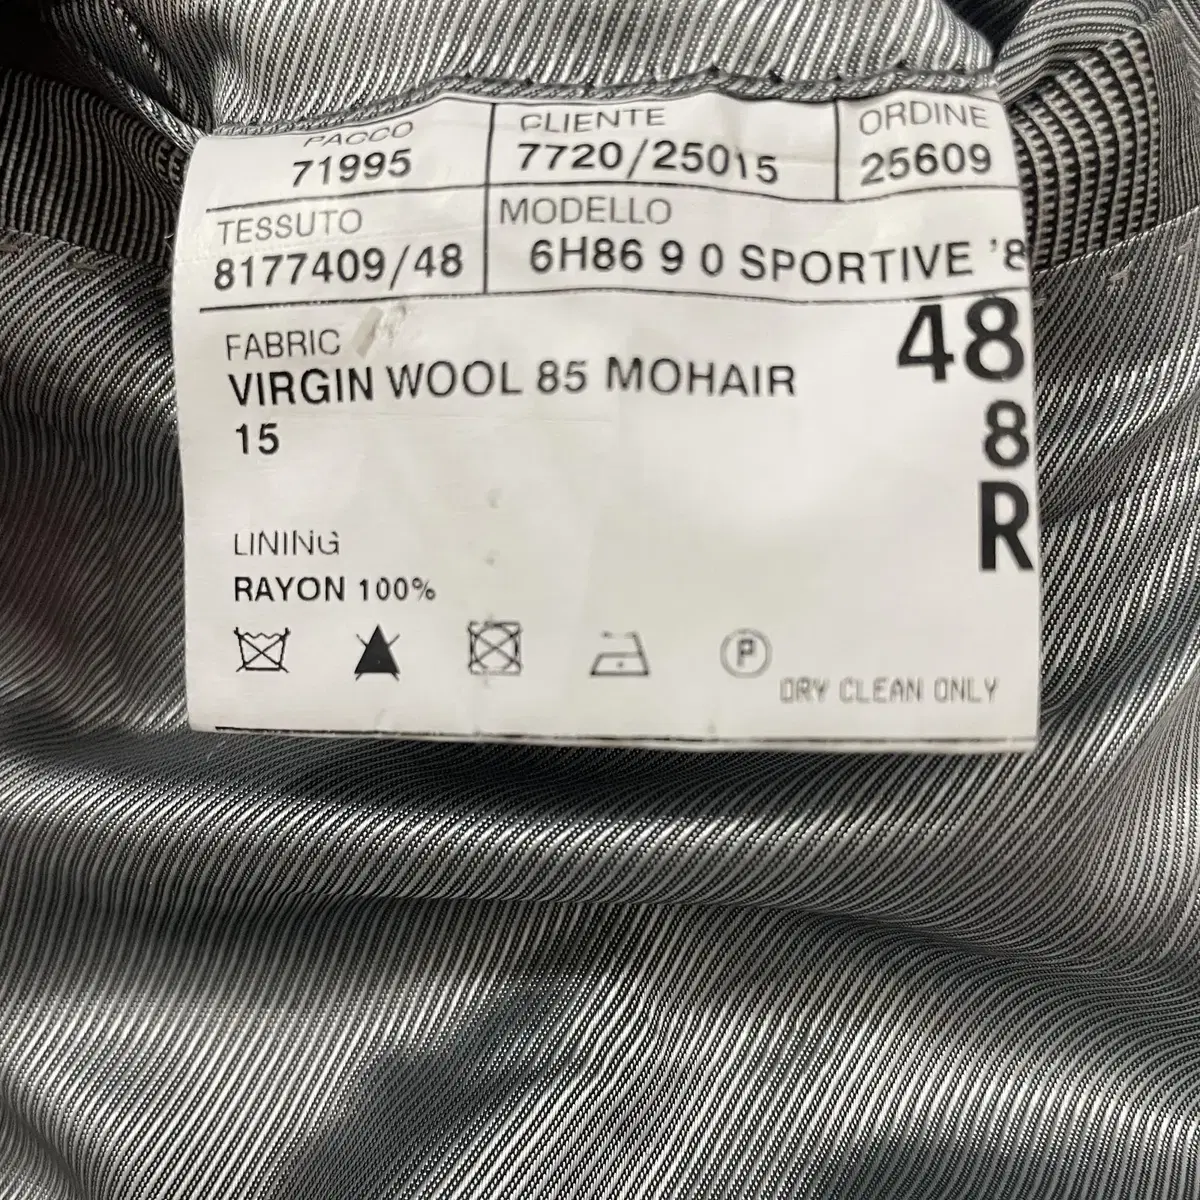 PACCO CLIENTE ORDINE
71995 7720/25015 25609
TESSUTO MODELLO
8177409/48 6H86 9 0 SPORTIVE '8
FABRIC
VIRGIN WOOL 85 MOHAIR
15
48
8
R
LINING
RAYON 100%
P
DRY CLEAN ONLY